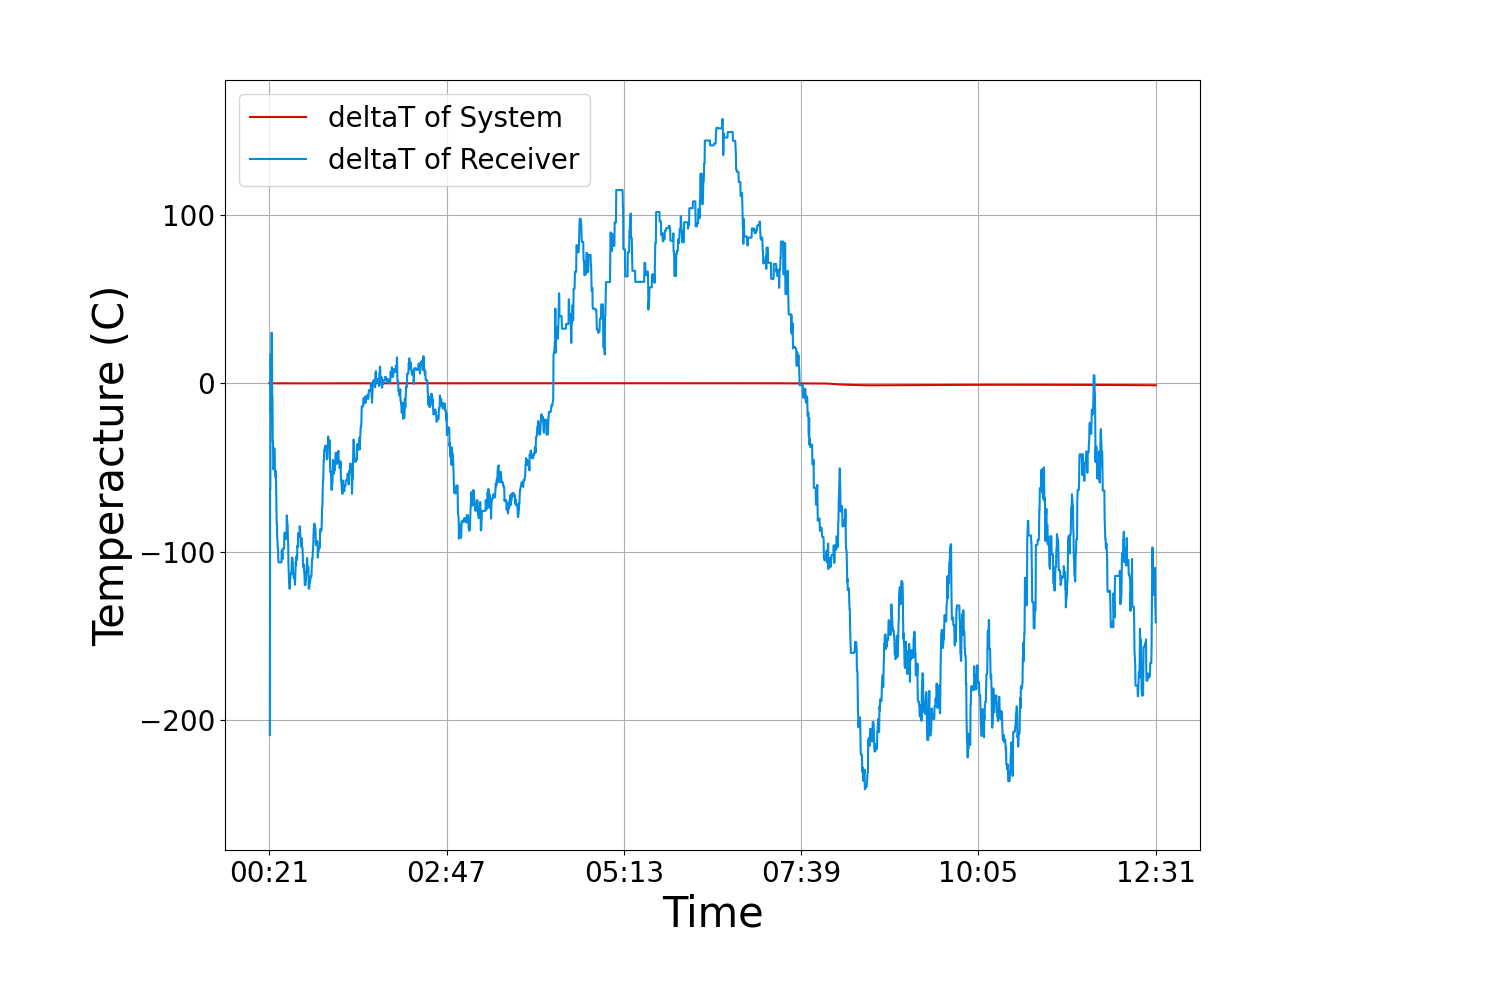 deltaT of System
deltaT of Receiver
Temperacture (C)
100
0
−100
−200
00:21 02:47 05:13 07:39 10:05 12:31
Time